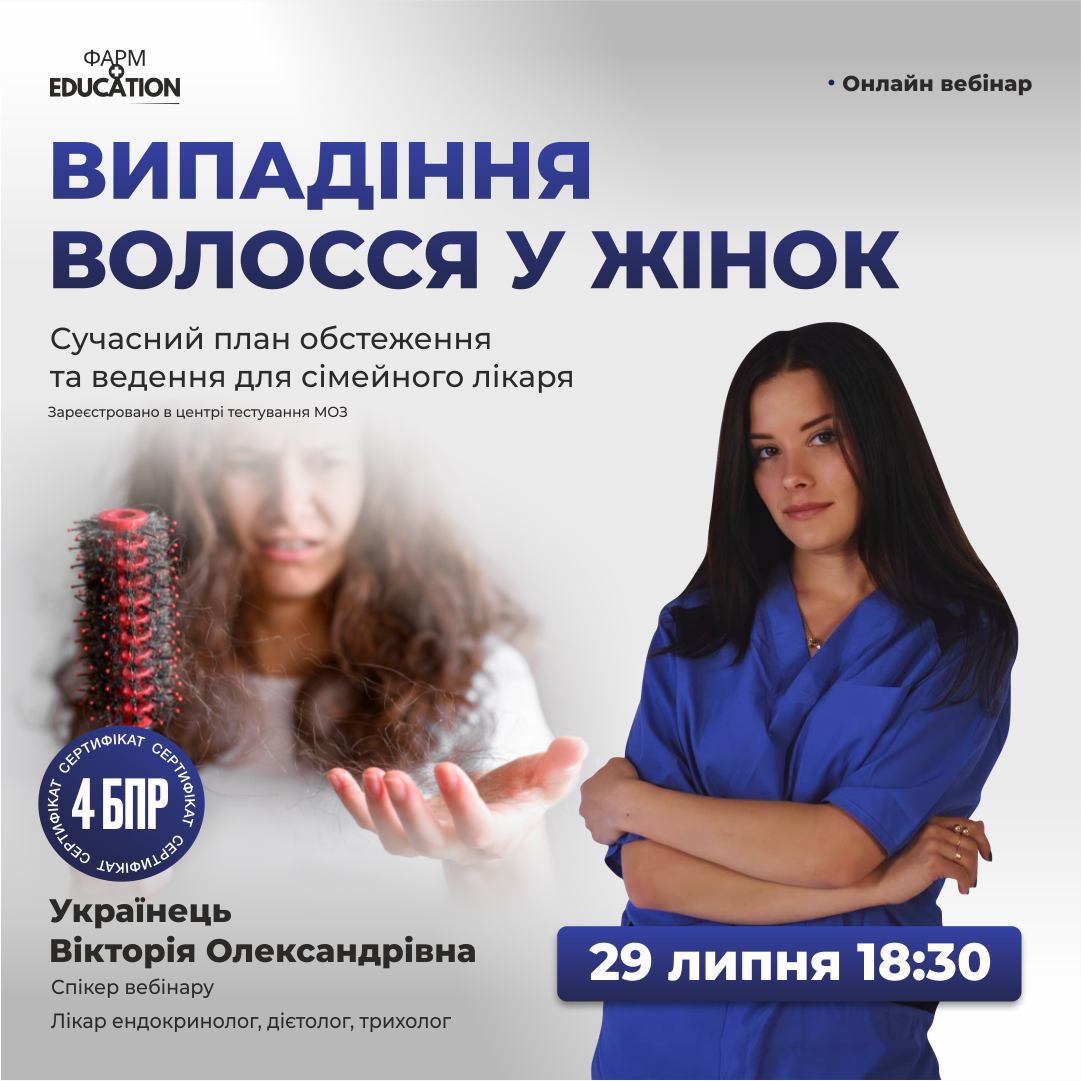 ФАРМ
EDUCATION
• Онлайн вебінар
ВИПАДІННЯ
ВОЛОССЯ У ЖІНОК
Сучасний план обстеження
та ведення для сімейного лікаря
Зареєстровано в центрі тестування МОЗ
СЕРТИФІКАТ СЕРТИФІКАТ СЕРТИФІКАТ СЕРТИФІКАТ
4 БПР
Українець
Вікторія Олександрівна
Спікер вебінару
Лікар ендокринолог, дієтолог, трихолог
29 липня 18:30